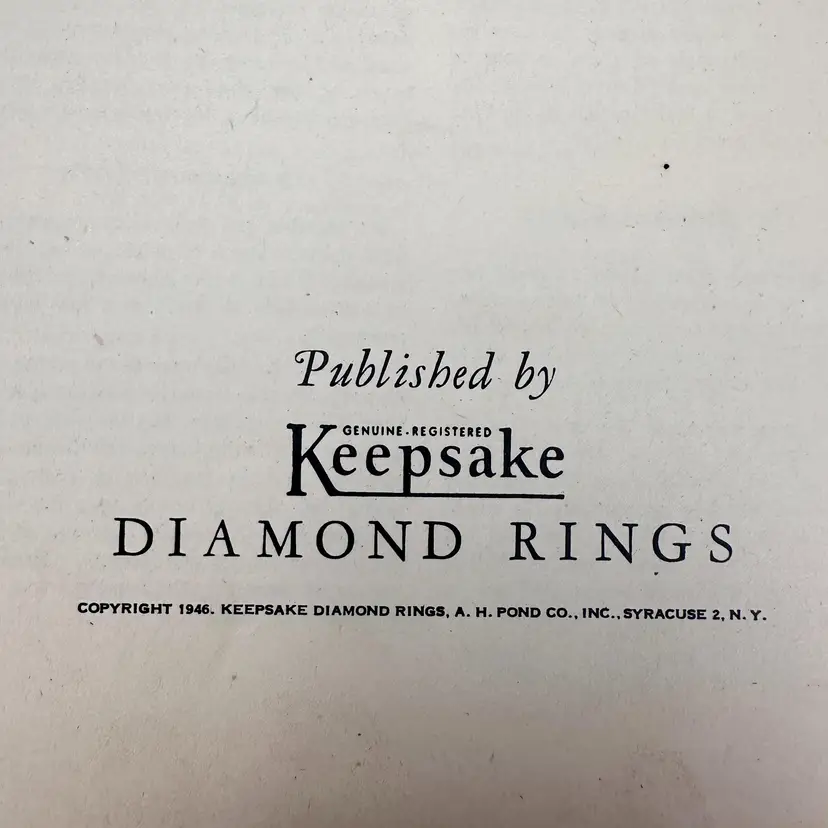 Published by
GENUINE-REGISTERED
Keepsake
DIAMOND RINGS
COPYRIGHT 1946. KEEPSAKE DIAMOND RINGS, A. H. POND CO., INC., SYRACUSE 2, N. Y.